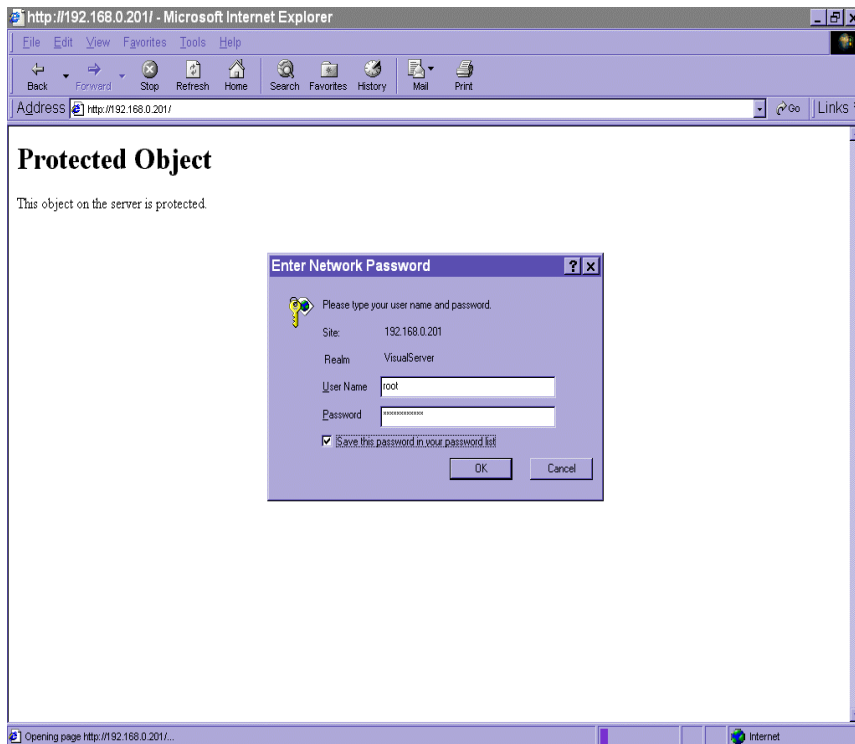 http://192.168.0.201/ - Microsoft Internet Explorer
File Edit View Favorites Tools Help
Back Forward Stop Refresh Home Search Favorites History Mail Print
Address http://192.168.0.201/ Go Links
Protected Object
This object on the server is protected.
Enter Network Password
Please type your user name and password.
Site: 192.168.0.201
Realm VisualServer
User Name root
Password ************
Save this password in your password list
OK Cancel
Opening page http://192.168.0.201/... Internet